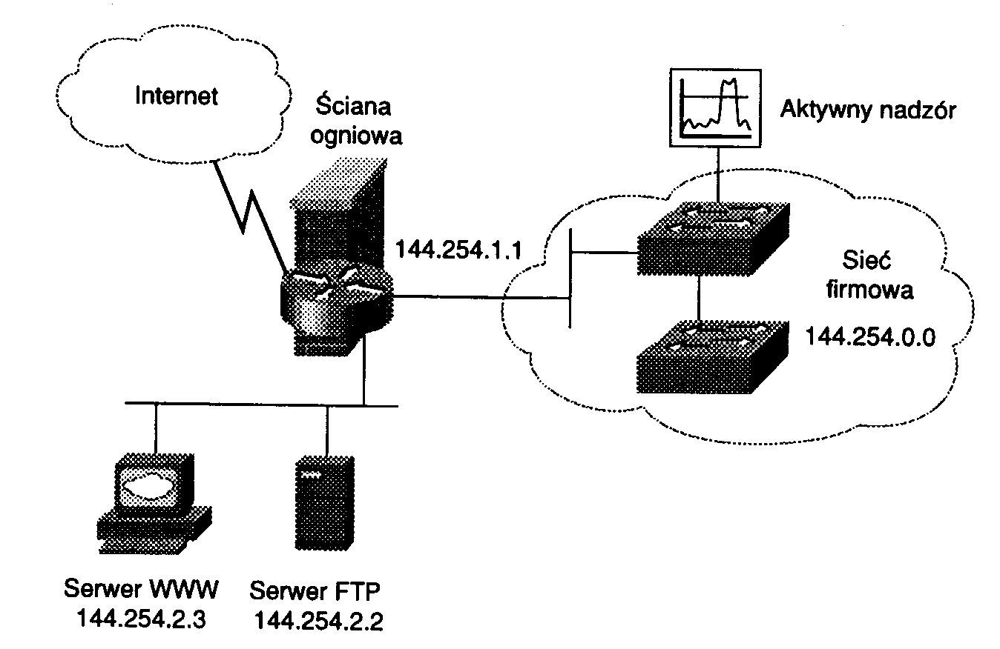 Internet
Ściana
ogniowa
Aktywny nadzór
144.254.1.1
Sieć
firmowa
144.254.0.0
Serwer WWW
144.254.2.3
Serwer FTP
144.254.2.2